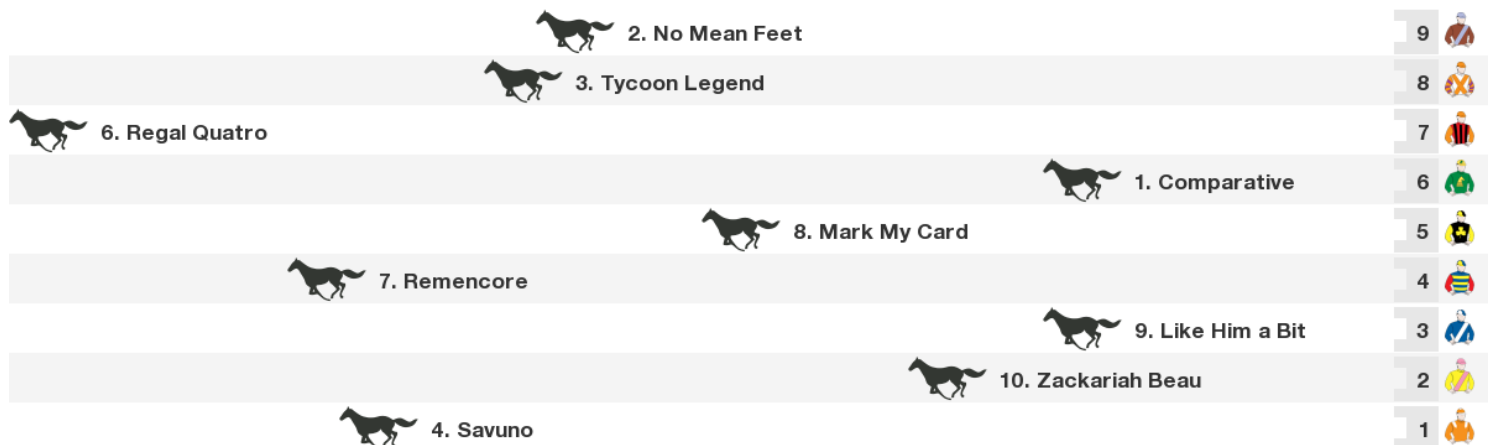 2. No Mean Feet 9
3. Tycoon Legend 8
6. Regal Quatro 7
1. Comparative 6
8. Mark My Card 5
7. Remencore 4
9. Like Him a Bit 3
10. Zackariah Beau 2
4. Savuno 1